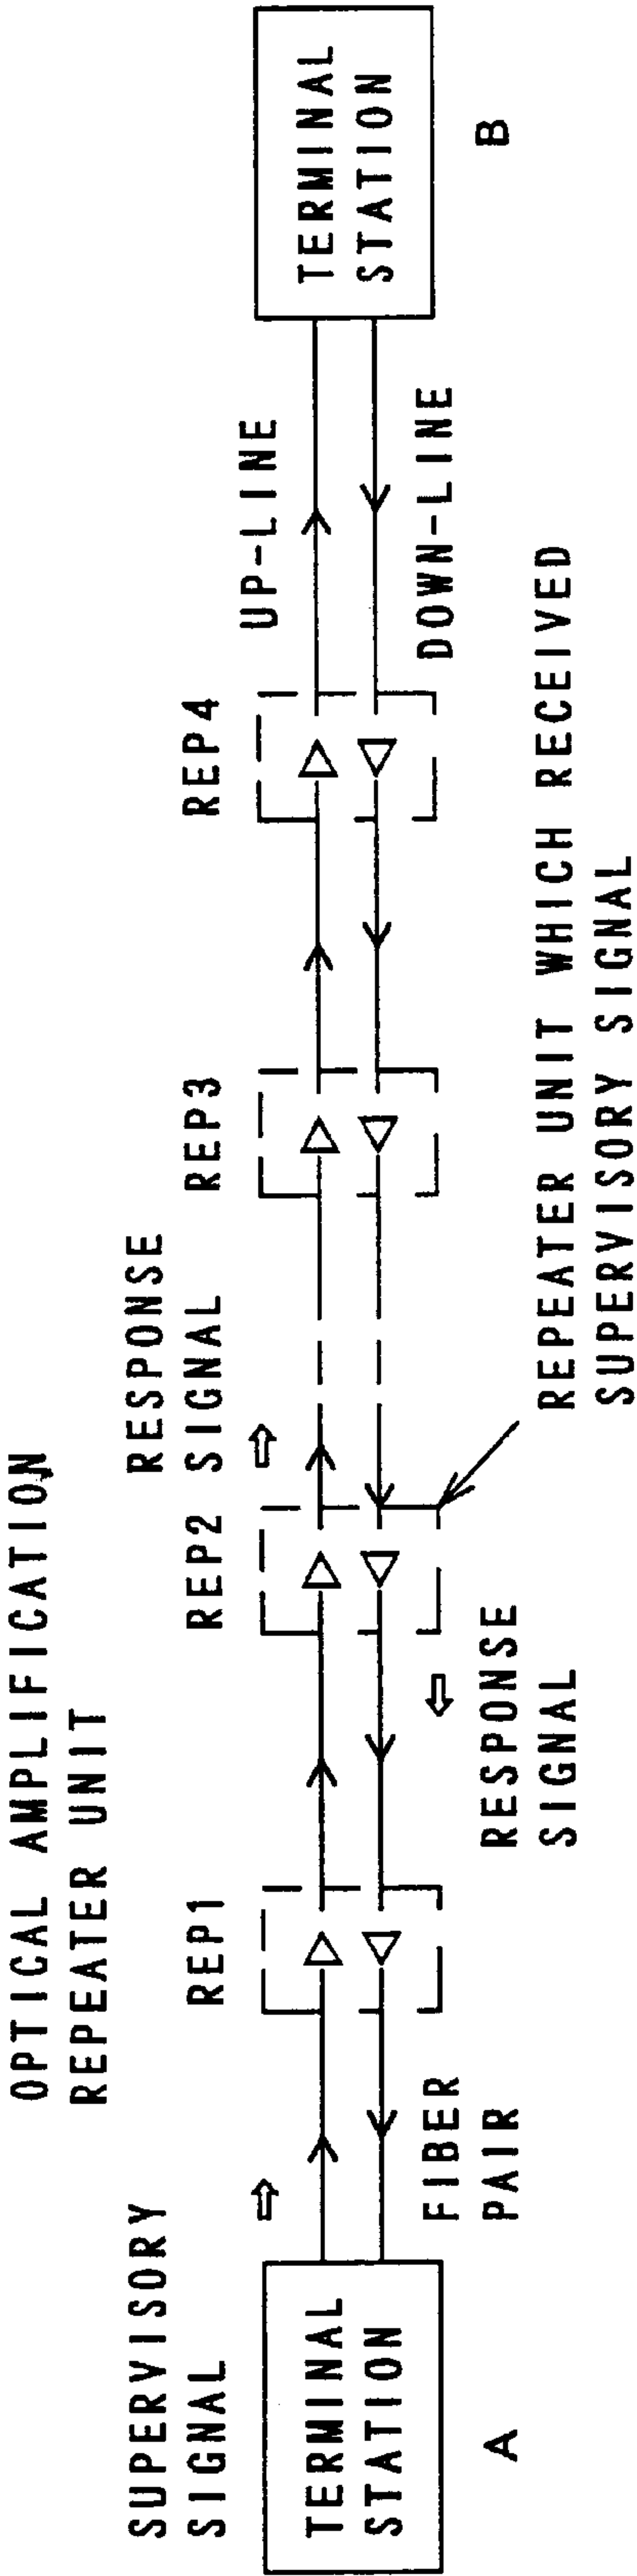 OPTICAL AMPLIFICATION
REPEATER UNIT
SUPERVISORY
SIGNAL
RESPONSE
SIGNAL
REP1
REP2
REP3
REP4
UP-LINE
TERMINAL
STATION
A
TERMINAL
STATION
B
FIBER
PAIR
RESPONSE
SIGNAL
DOWN-LINE
REPEATER UNIT WHICH RECEIVED
SUPERVISORY SIGNAL